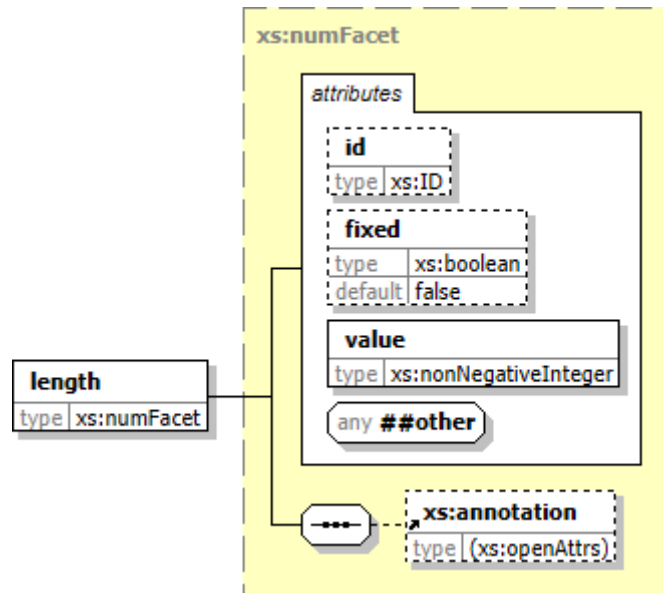 xs:numFacet
attributes
id
type xs:ID
fixed
type xs:boolean
default false
value
type xs:nonNegativeInteger
any ##other
length
type xs:numFacet
xs:annotation
type (xs:openAttrs)